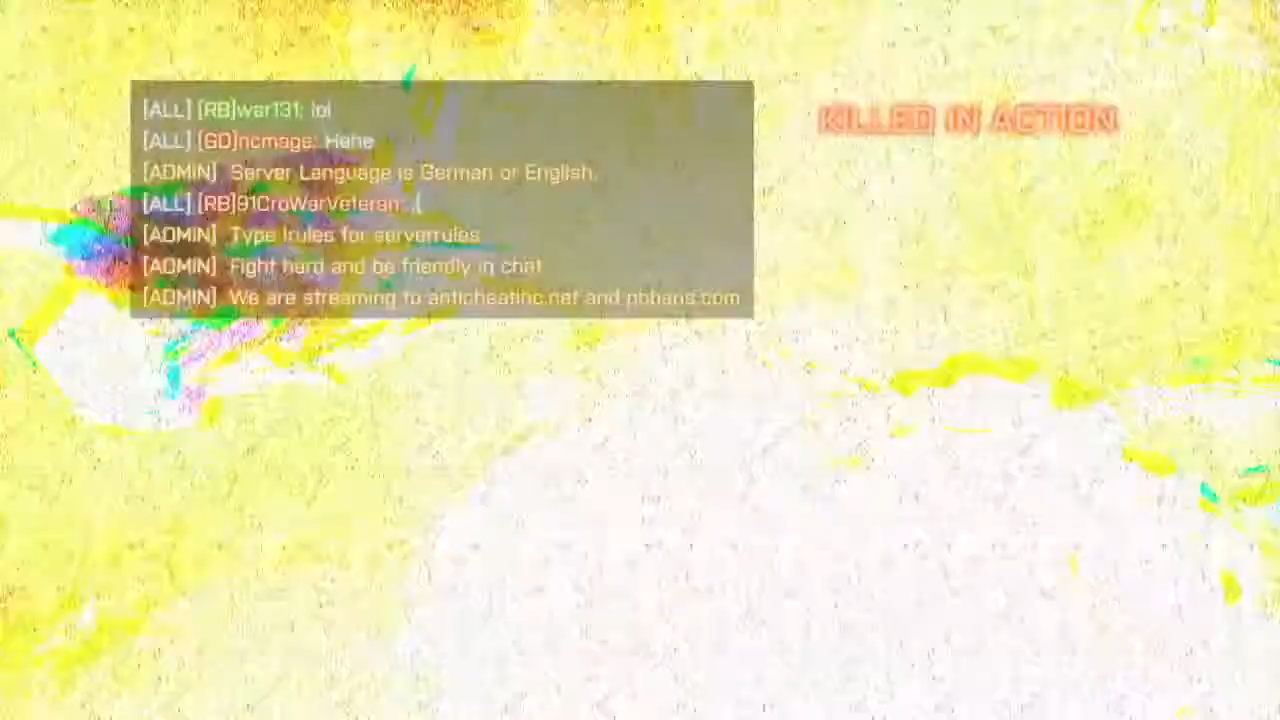 [ALL] [RB]war131: lol
[ALL] [GD]ncmags: Hehe
[ADMIN] Server Language is German or English.
[ALL] [RB]91CroWarVeteran: ;(
[ADMIN] Type !rules for serverrules
[ADMIN] Fight hard and be friendly in chat
[ADMIN] We are streaming to anticheatinc.net and pbbans.com
KILLED IN ACTION